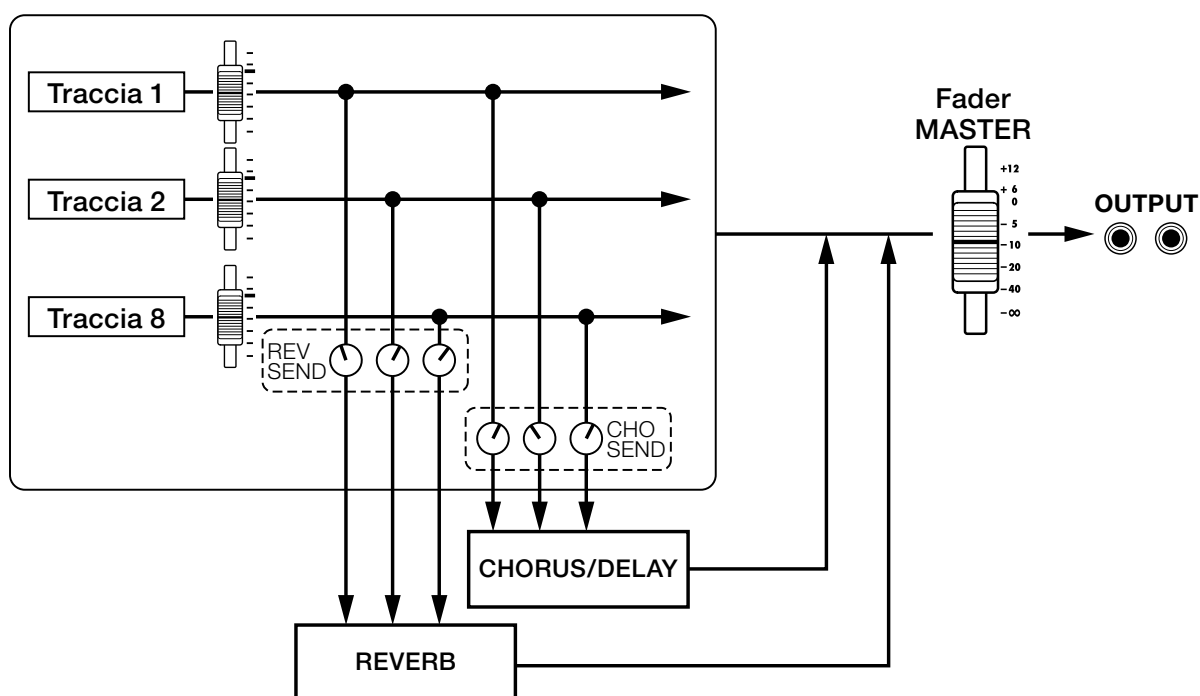 Traccia 1
Traccia 2
Traccia 8
REV
SEND
CHO
SEND
CHORUS/DELAY
REVERB
Fader
MASTER
+12
+ 6
0
- 5
-10
-20
-40
-∞
OUTPUT